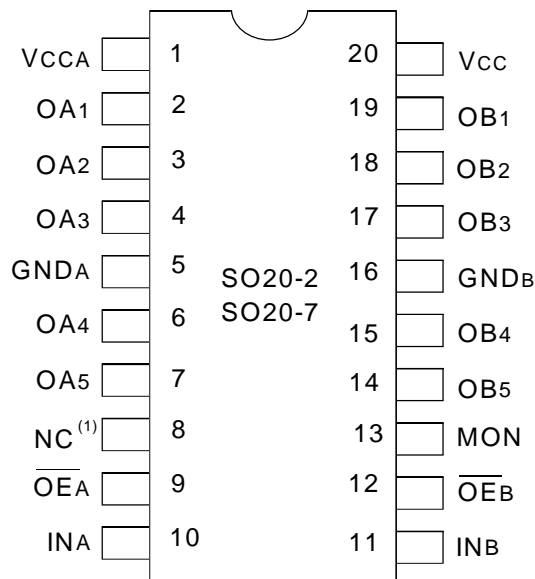 VCCA 1 20 VCC
OA1 2 19 OB1
OA2 3 18 OB2
OA3 4 17 OB3
GNDA 5 16 GNDB
SO20-2
SO20-7
OA4 6 15 OB4
OA5 7 14 OB5
NC(1) 8 13 MON
OEA 9 12 OEB
INA 10 11 INB